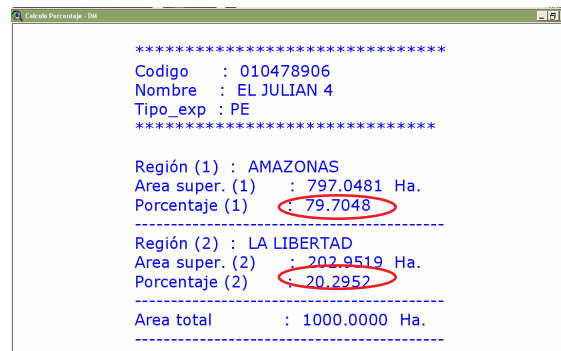 Calculo Porcentaje - DM
*******************************
Codigo : 010478906
Nombre : EL JULIAN 4
Tipo_exp : PE
******************************
Región (1) : AMAZONAS
Area super. (1) : 797.0481 Ha.
Porcentaje (1) : 79.7048
-----------------------------------------
Región (2) : LA LIBERTAD
Area super. (2) : 202.9519 Ha.
Porcentaje (2) : 20.2952
-----------------------------------------
Area total : 1000.0000 Ha.
-----------------------------------------